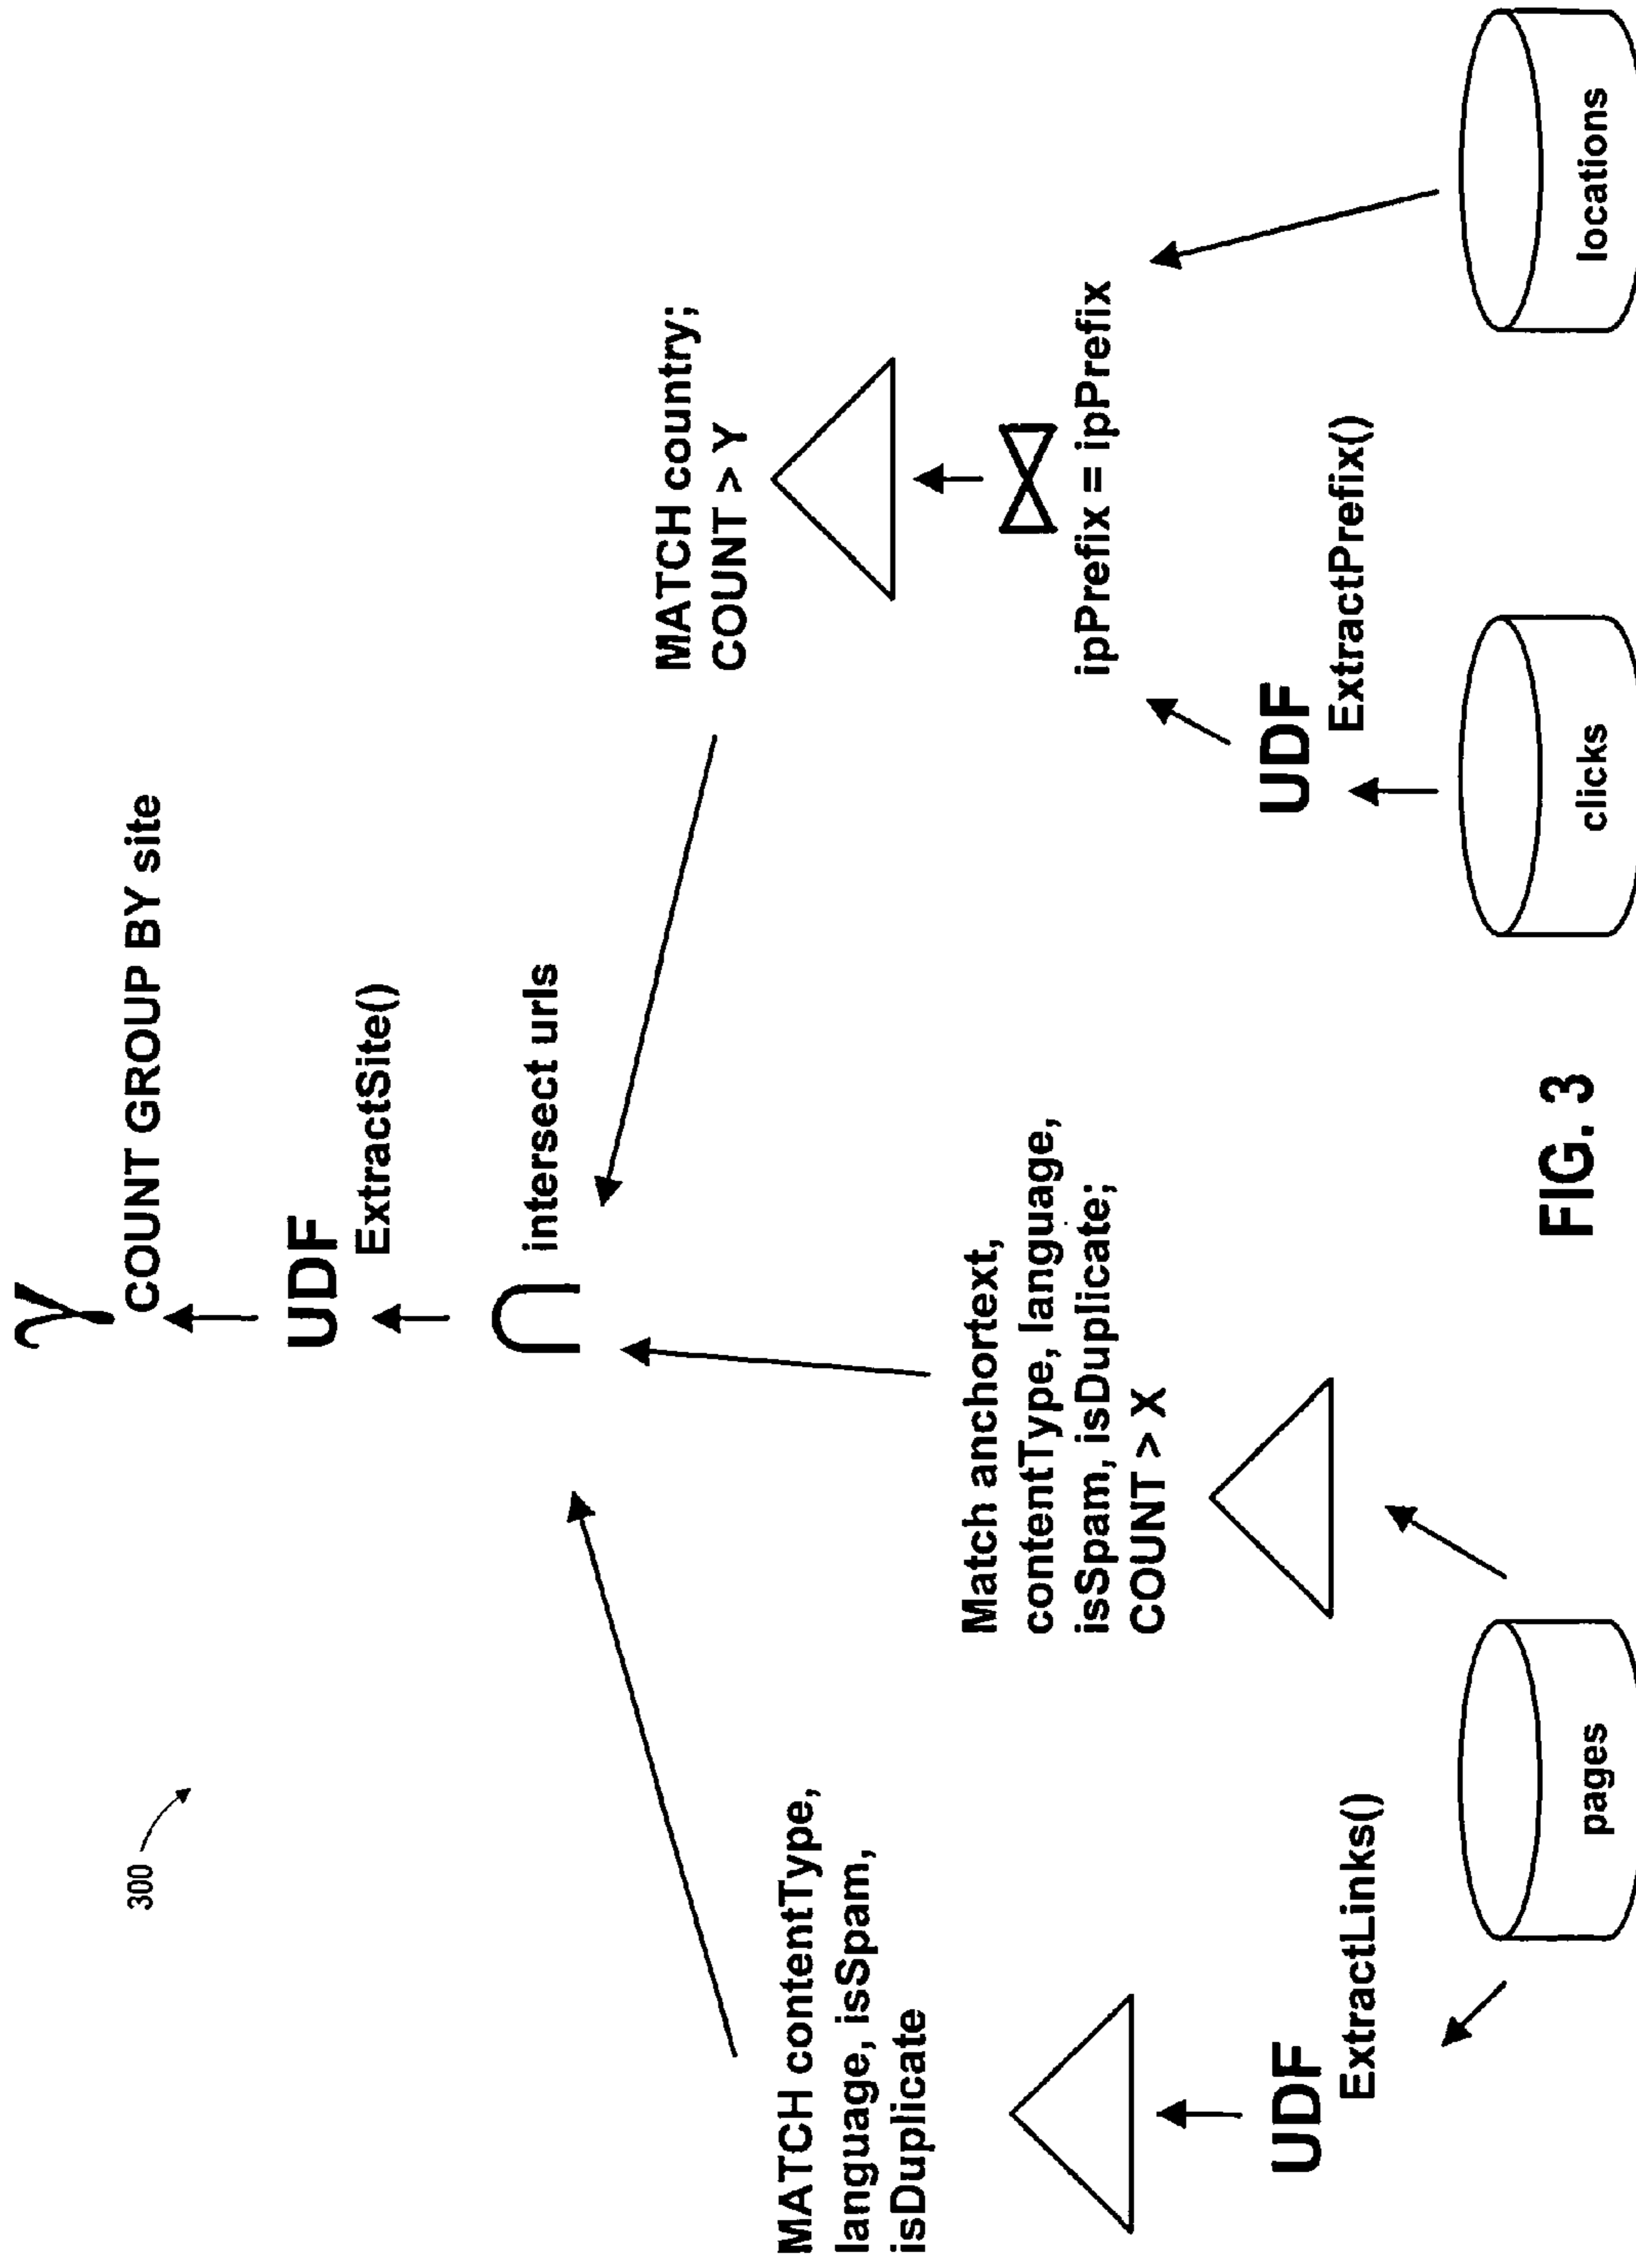 300
γ
COUNT GROUP BY site
UDF
ExtractSite()
∩ intersect urls
MATCH contentType,
language, isSpam,
isDuplicate
Match anchortext,
contentType, language,
isSpam, isDuplicate;
COUNT > X
MATCH country;
COUNT > Y
ipPrefix = ipPrefix
UDF
ExtractLinks()
UDF
ExtractPrefix()
pages
clicks
locations
FIG. 3